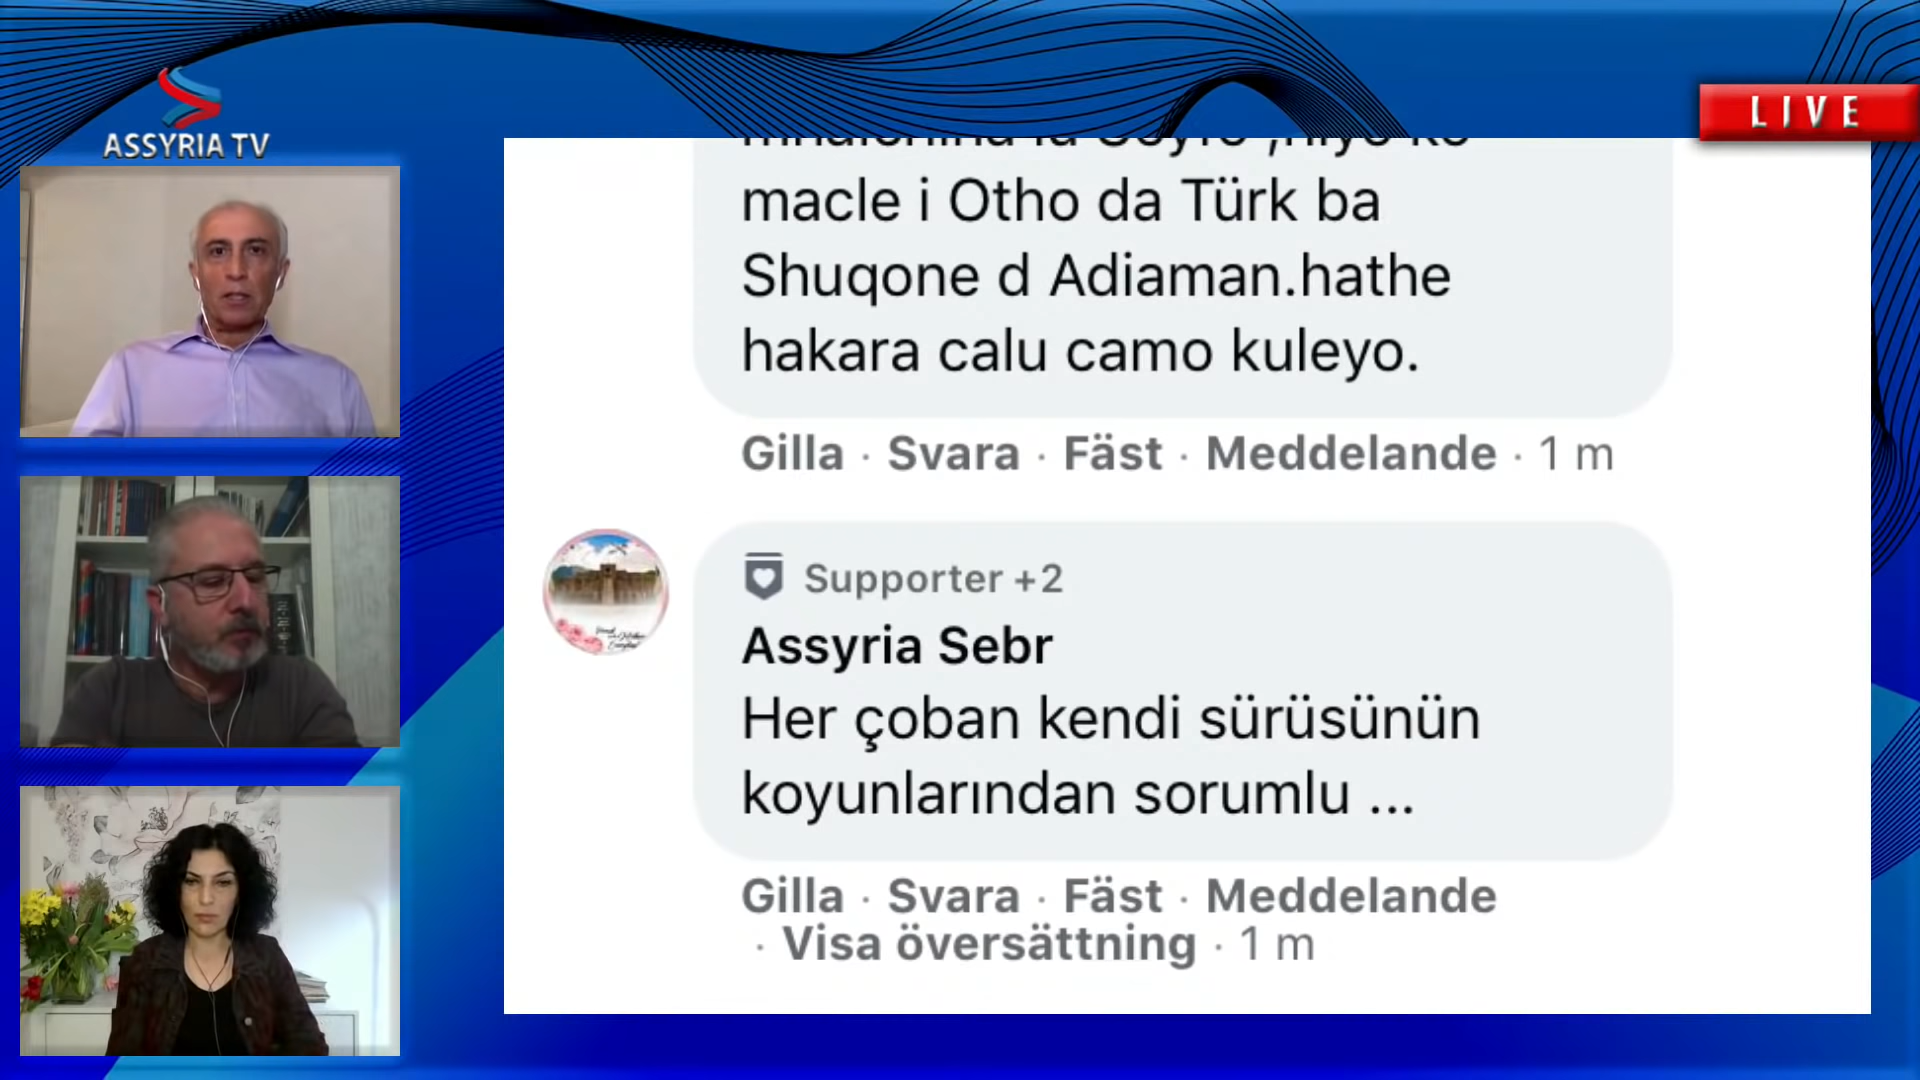 ASSYRIA TV
LIVE
macle i Otho da Türk ba
Shuqone d Adiaman.hathe
hakara calu camo kuleyo.
Gilla · Svara · Fäst · Meddelande · 1 m
Supporter +2
Assyria Sebr
Her çoban kendi sürüsünün
koyunlarından sorumlu ...
Gilla · Svara · Fäst · Meddelande
· Visa översättning · 1 m